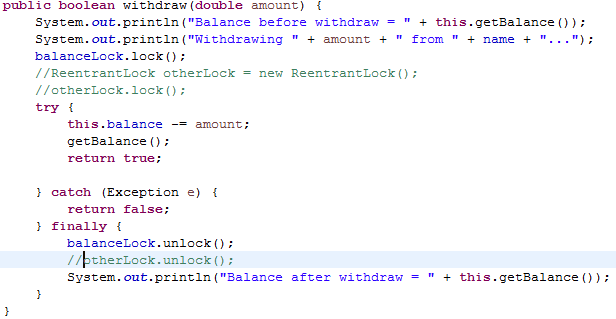 public boolean withdraw(double amount) {
    System.out.println("Balance before withdraw = " + this.getBalance());
    System.out.println("Withdrawing " + amount + " from " + name + "...");
    balanceLock.lock();
    //ReentrantLock otherLock = new ReentrantLock();
    //otherLock.lock();
    try {
        this.balance -= amount;
        getBalance();
        return true;
    } catch (Exception e) {
        return false;
    } finally {
        balanceLock.unlock();
        //otherLock.unlock();
        System.out.println("Balance after withdraw = " + this.getBalance());
    }
}